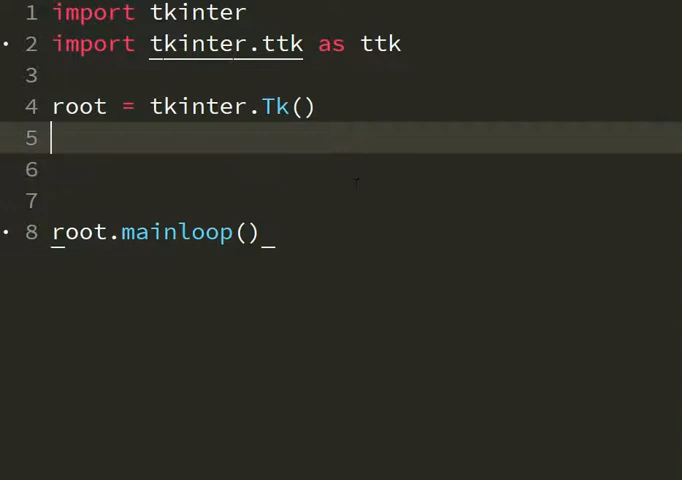 1 import tkinter
2 import tkinter.ttk as ttk
3
4 root = tkinter.Tk()
5
6
7
8 root.mainloop()